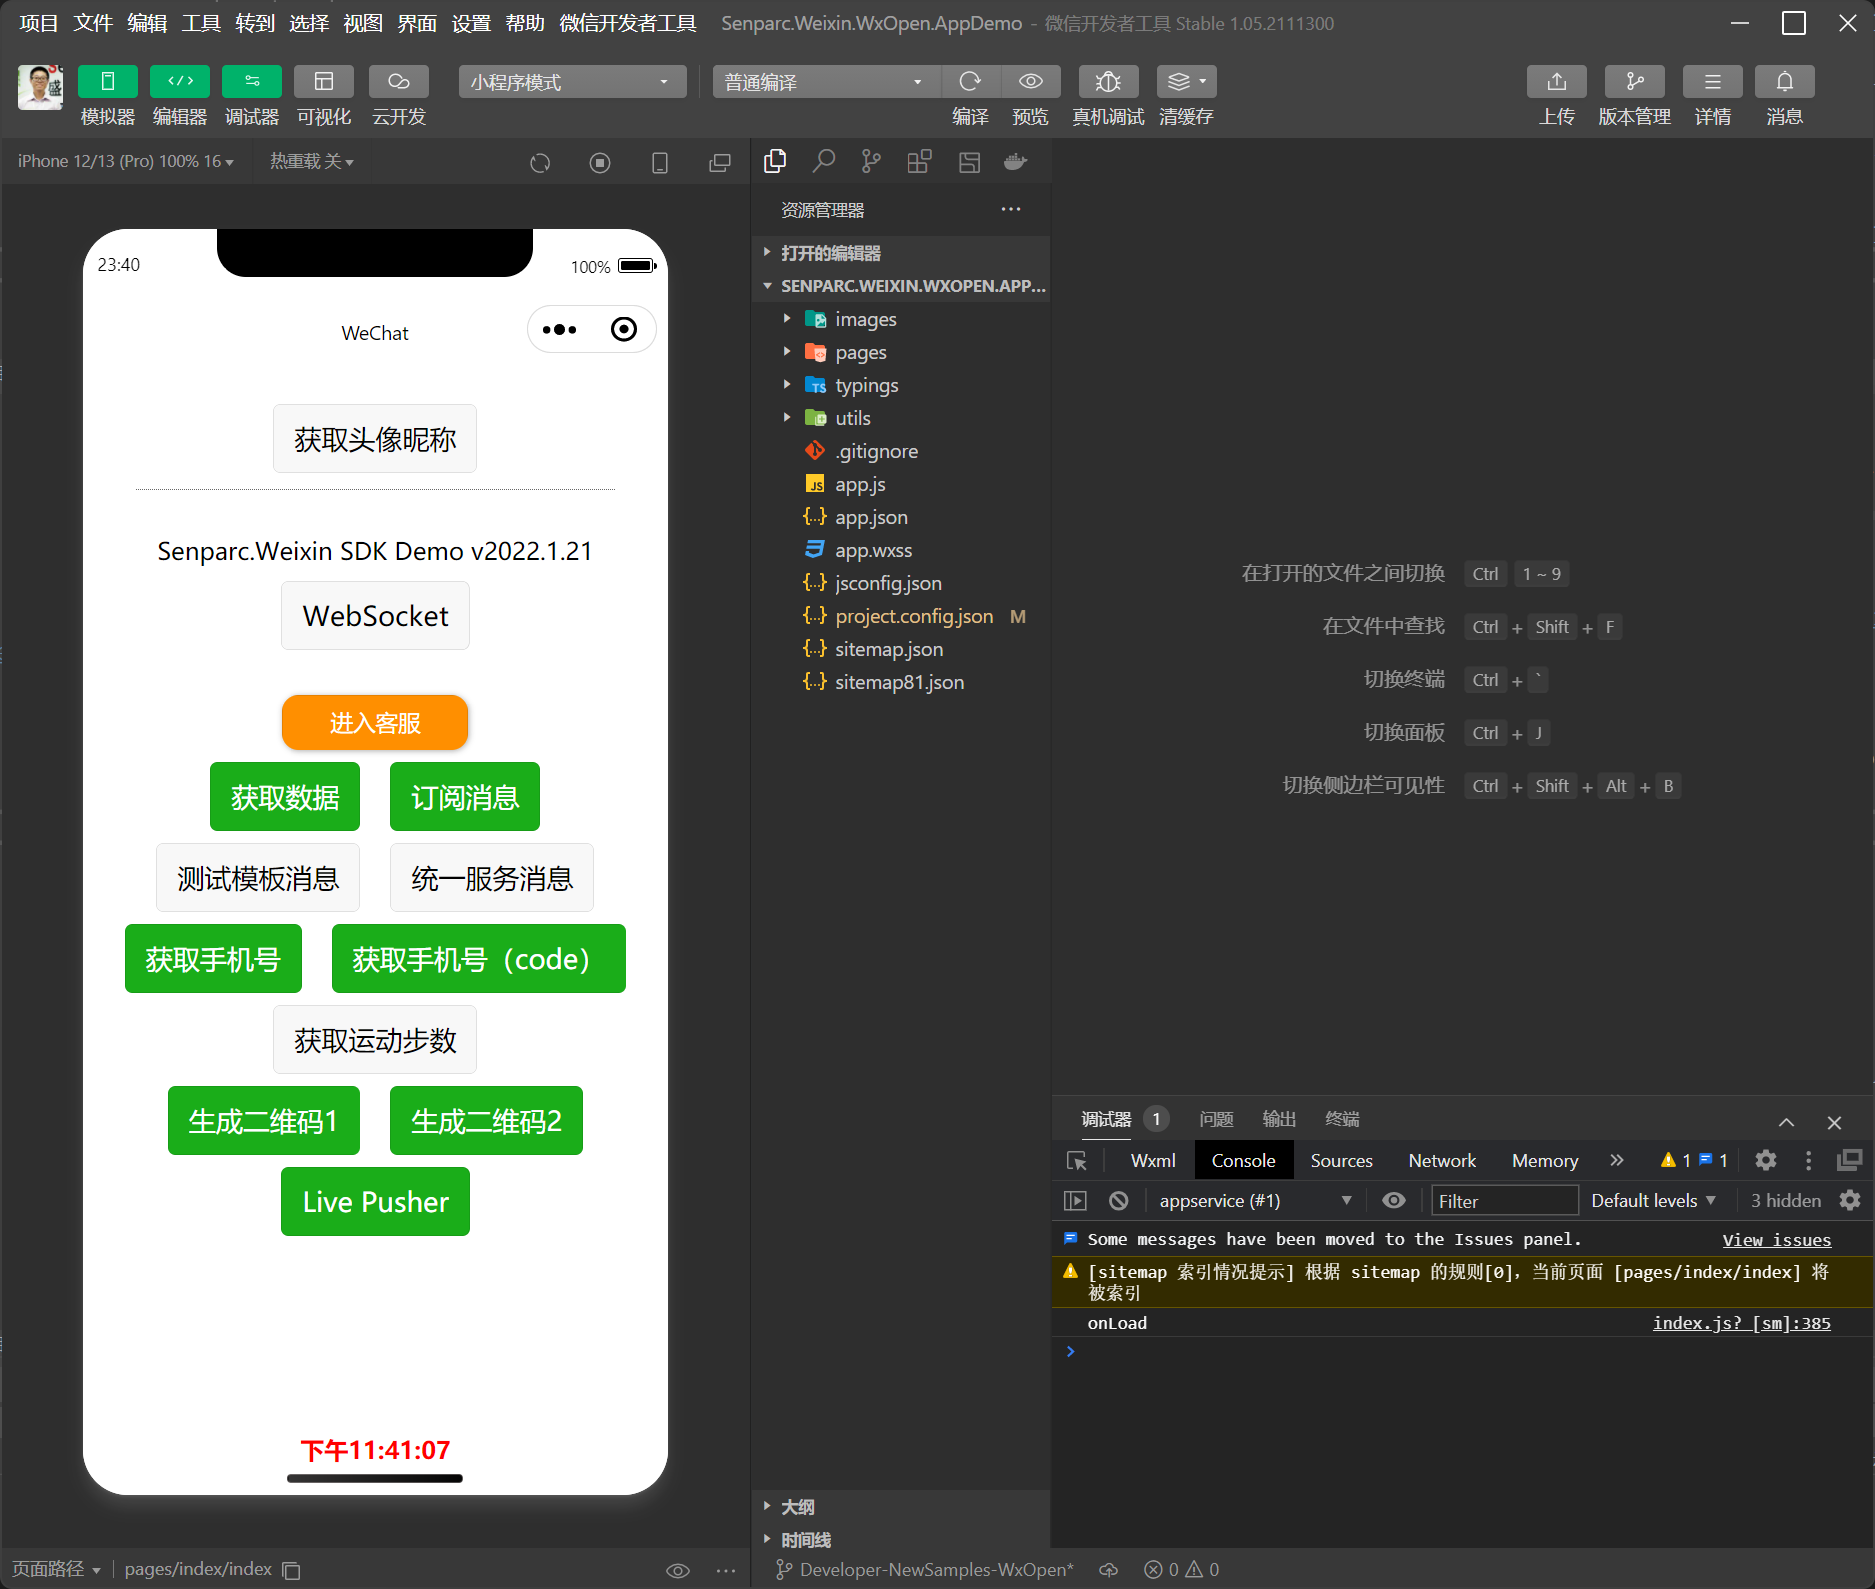 项目 文件 编辑 工具 转到 选择 视图 界面 设置 帮助 微信开发者工具 Senparc.Weixin.WxOpen.AppDemo - 微信开发者工具 Stable 1.05.2111300
小程序模式 普通编译
模拟器 编辑器 调试器 可视化 云开发 编译 预览 真机调试 清缓存 上传 版本管理 详情 消息
iPhone 12/13 (Pro) 100% 16 热重载 关
23:40
100%
WeChat
获取头像昵称
Senparc.Weixin SDK Demo v2022.1.21
WebSocket
进入客服
获取数据 订阅消息
测试模板消息 统一服务消息
获取手机号 获取手机号（code）
获取运动步数
生成二维码1 生成二维码2
Live Pusher
下午11:41:07
页面路径 pages/index/index
资源管理器
打开的编辑器
SENPARC.WEIXIN.WXOPEN.APP...
images
pages
typings
utils
.gitignore
JS app.js
{..} app.json
app.wxss
{..} jsconfig.json
{..} project.config.json M
{..} sitemap.json
{..} sitemap81.json
大纲
时间线
Developer-NewSamples-WxOpen* 0 0
在打开的文件之间切换 Ctrl 1 ~ 9
在文件中查找 Ctrl + Shift + F
切换终端 Ctrl + `
切换面板 Ctrl + J
切换侧边栏可见性 Ctrl + Shift + Alt + B
调试器 1 问题 输出 终端
Wxml Console Sources Network Memory 1 1
appservice (#1) Filter Default levels 3 hidden
Some messages have been moved to the Issues panel. View issues
[sitemap 索引情况提示] 根据 sitemap 的规则[0]，当前页面 [pages/index/index] 将
被索引
onLoad index.js? [sm]:385